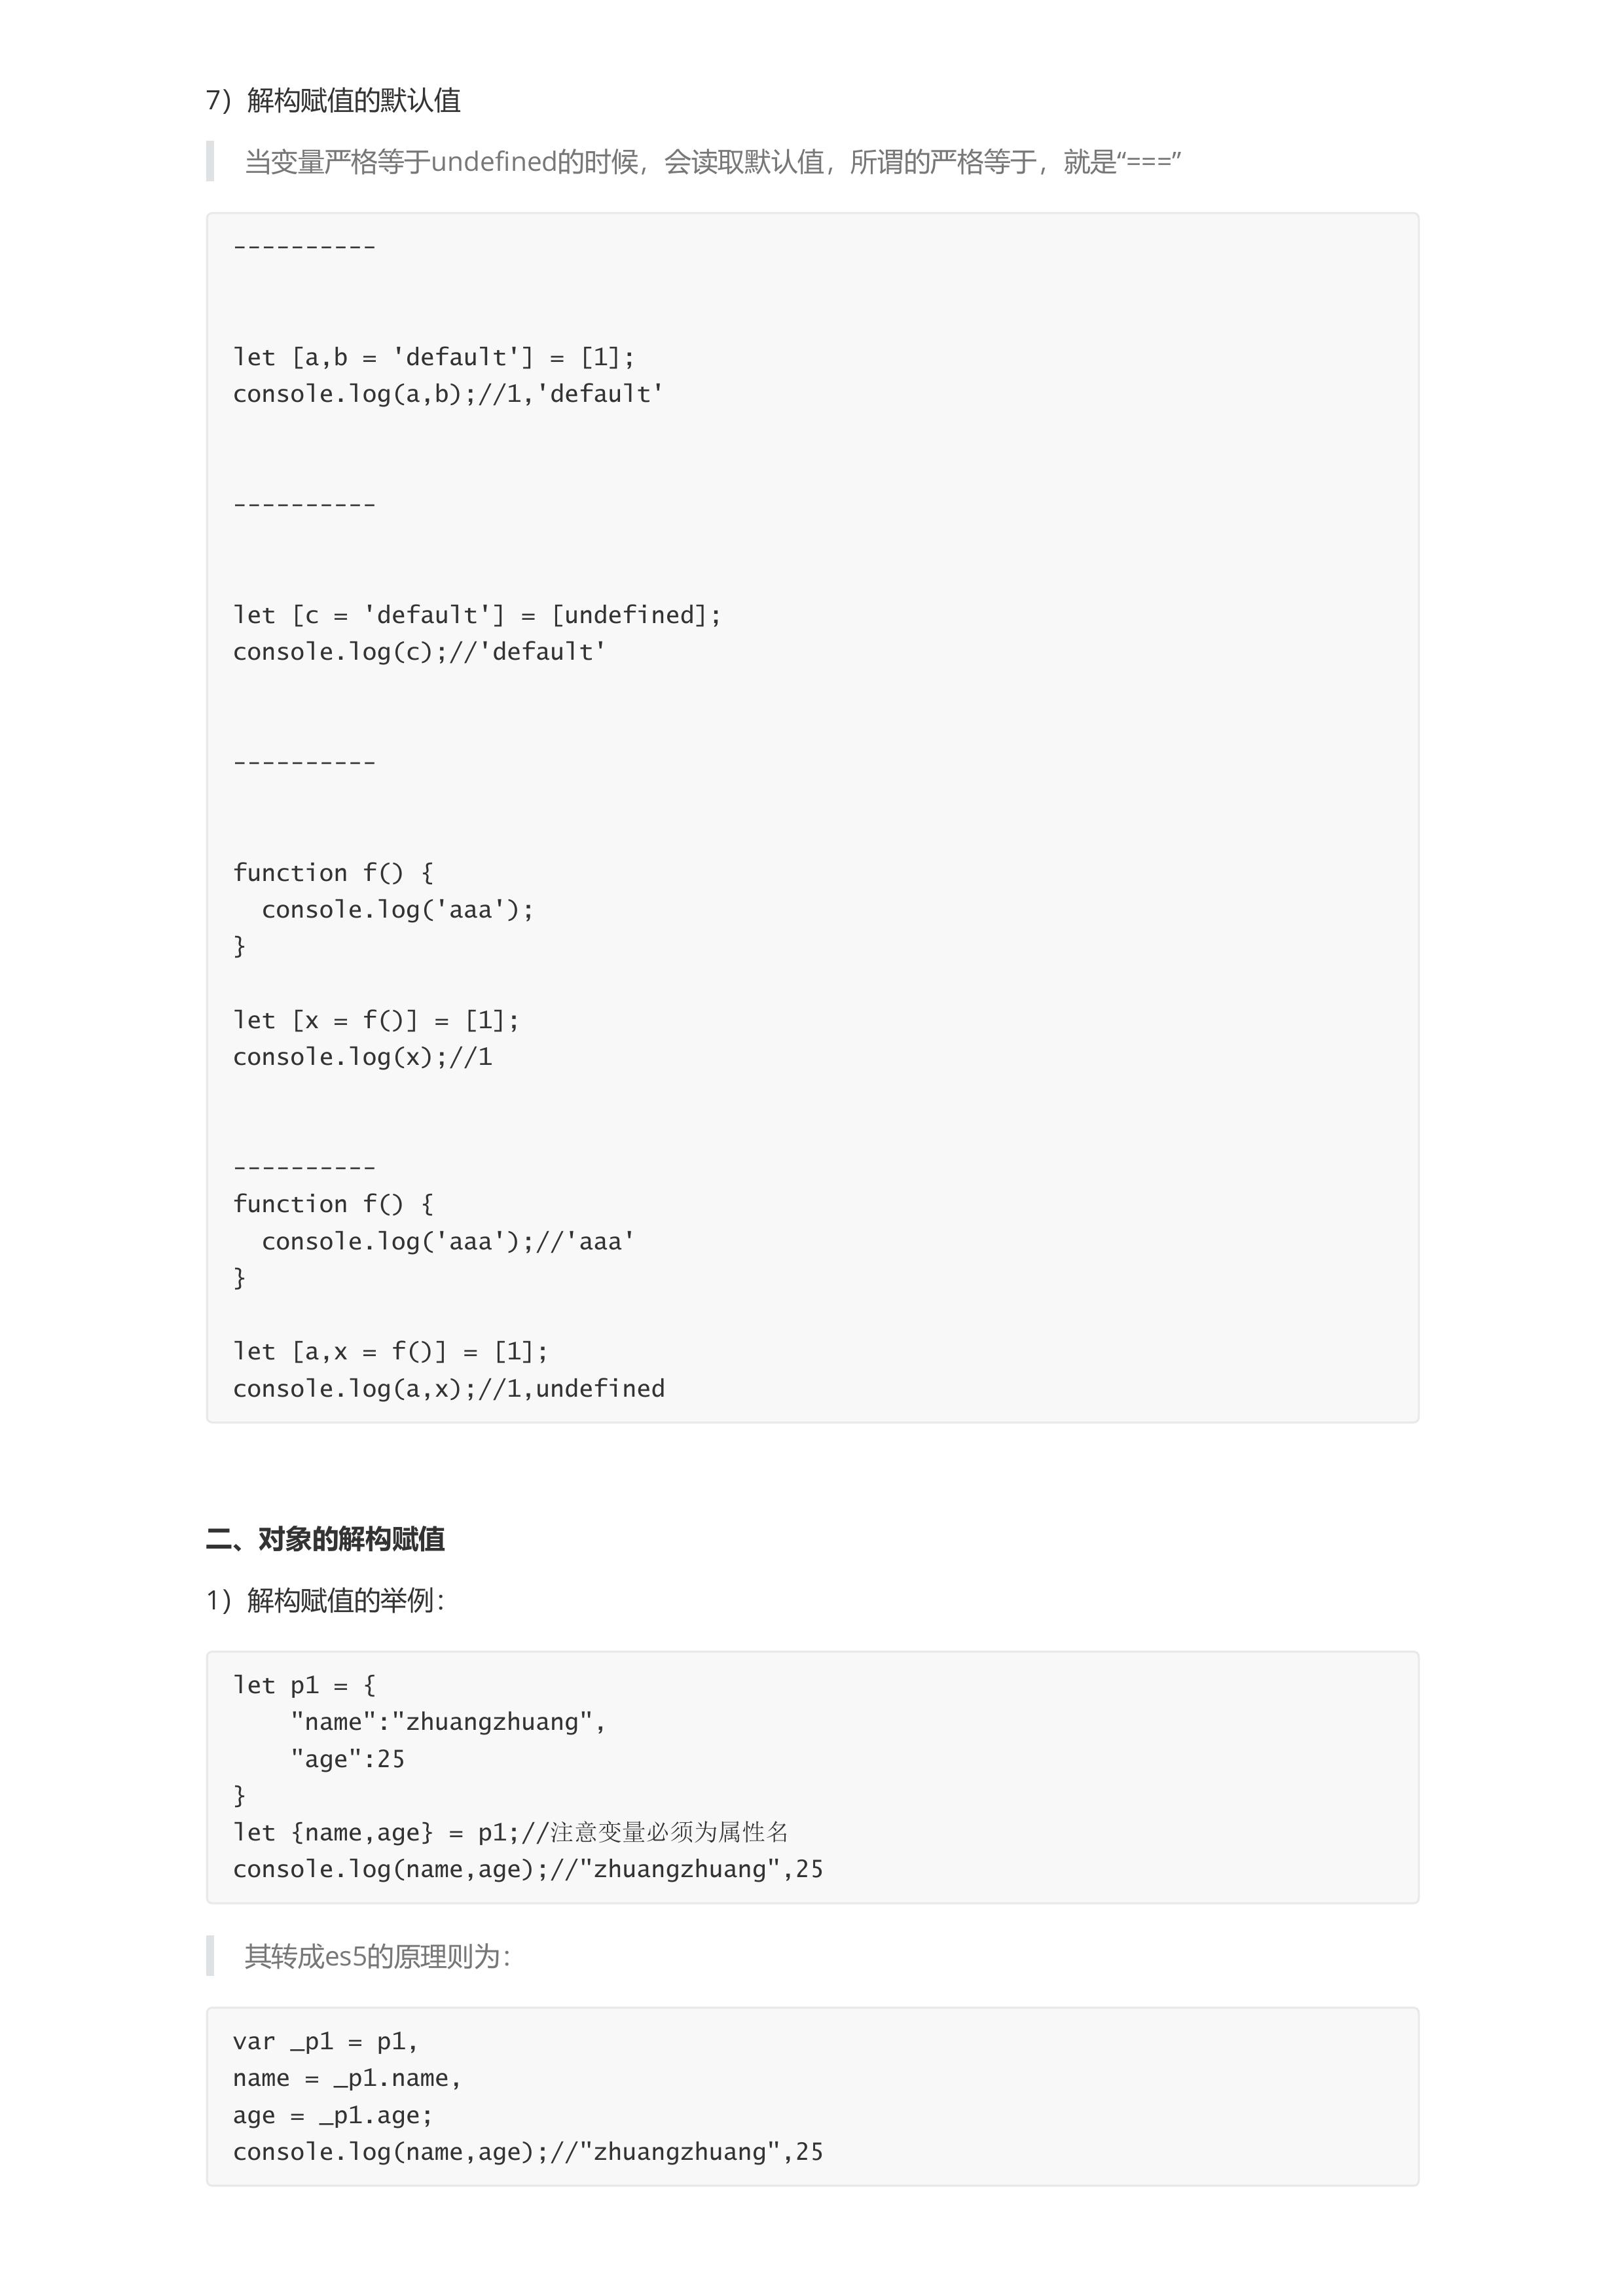 7）解构赋值的默认值
当变量严格等于undefined的时候，会读取默认值，所谓的严格等于，就是“===”
----------
let [a,b = 'default'] = [1];
console.log(a,b);//1,'default'
----------
let [c = 'default'] = [undefined];
console.log(c);//'default'
----------
function f() {
  console.log('aaa');
}
let [x = f()] = [1];
console.log(x);//1
----------
function f() {
  console.log('aaa');//'aaa'
}
let [a,x = f()] = [1];
console.log(a,x);//1,undefined
二、对象的解构赋值
1）解构赋值的举例：
let p1 = {
    "name":"zhuangzhuang",
    "age":25
}
let {name,age} = p1;//注意变量必须为属性名
console.log(name,age);//"zhuangzhuang",25
其转成es5的原理则为：
var _p1 = p1,
name = _p1.name,
age = _p1.age;
console.log(name,age);//"zhuangzhuang",25